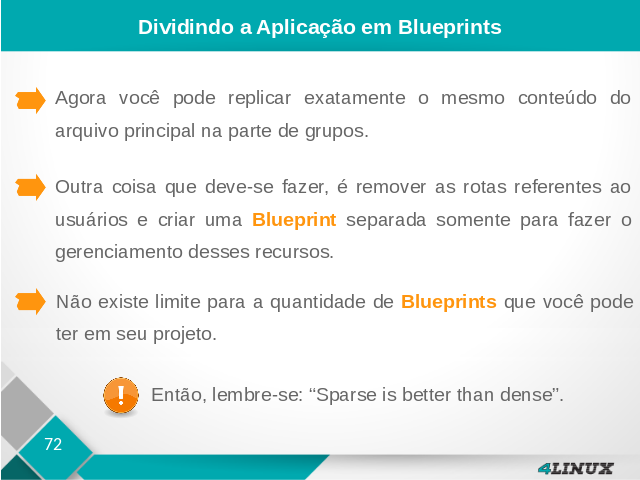 Dividindo a Aplicação em Blueprints
Agora você pode replicar exatamente o mesmo conteúdo do
arquivo principal na parte de grupos.
Outra coisa que deve-se fazer, é remover as rotas referentes ao
usuários e criar uma Blueprint separada somente para fazer o
gerenciamento desses recursos.
Não existe limite para a quantidade de Blueprints que você pode
ter em seu projeto.
Então, lembre-se: “Sparse is better than dense”.
72
4LINUX